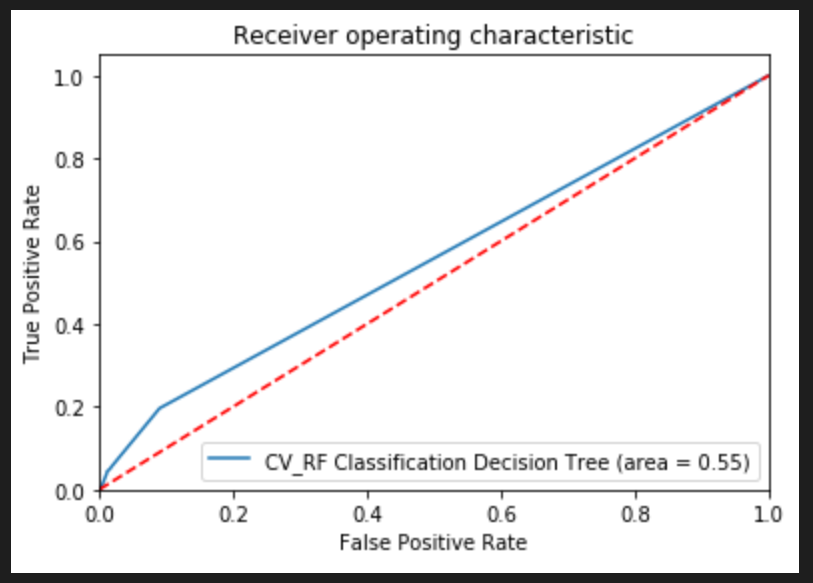 Receiver operating characteristic
1.0
0.8
0.6
0.4
0.2
0.0
True Positive Rate
CV_RF Classification Decision Tree (area = 0.55)
0.0 0.2 0.4 0.6 0.8 1.0
False Positive Rate